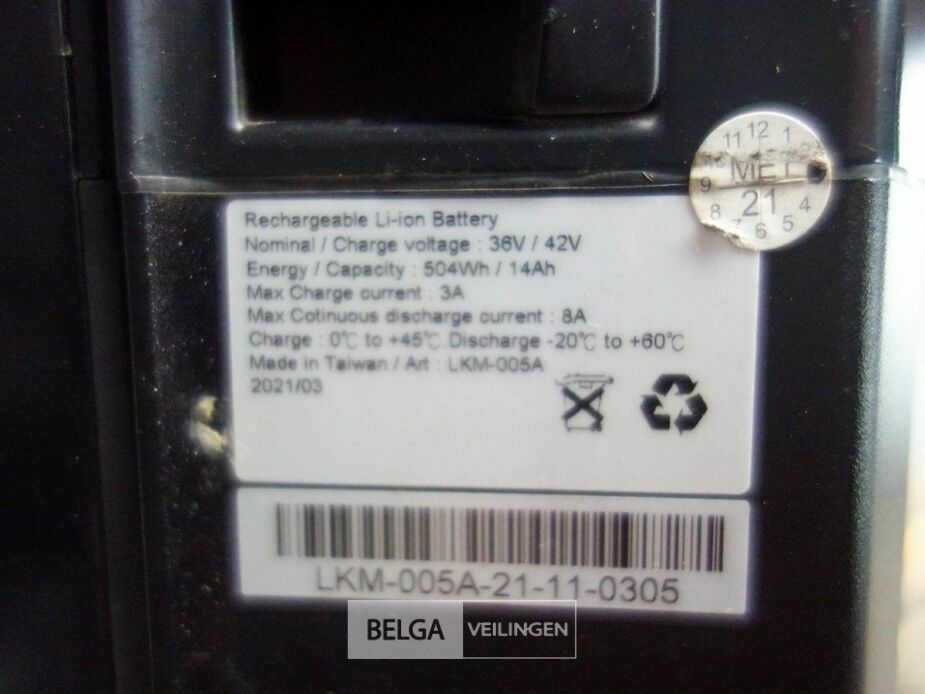 Rechargeable Li-ion Battery
Nominal / Charge voltage : 36V / 42V
Energy / Capacity : 504Wh / 14Ah
Max Charge current : 3A
Max Cotinuous discharge current : 8A
Charge : 0℃ to +45℃ Discharge -20℃ to +60℃
Made in Taiwan / Art : LKM-005A
2021/03
11 12 1
MET
9 21 4
8 7 6 5
LKM-005A-21-11-0305
BELGA VEILINGEN